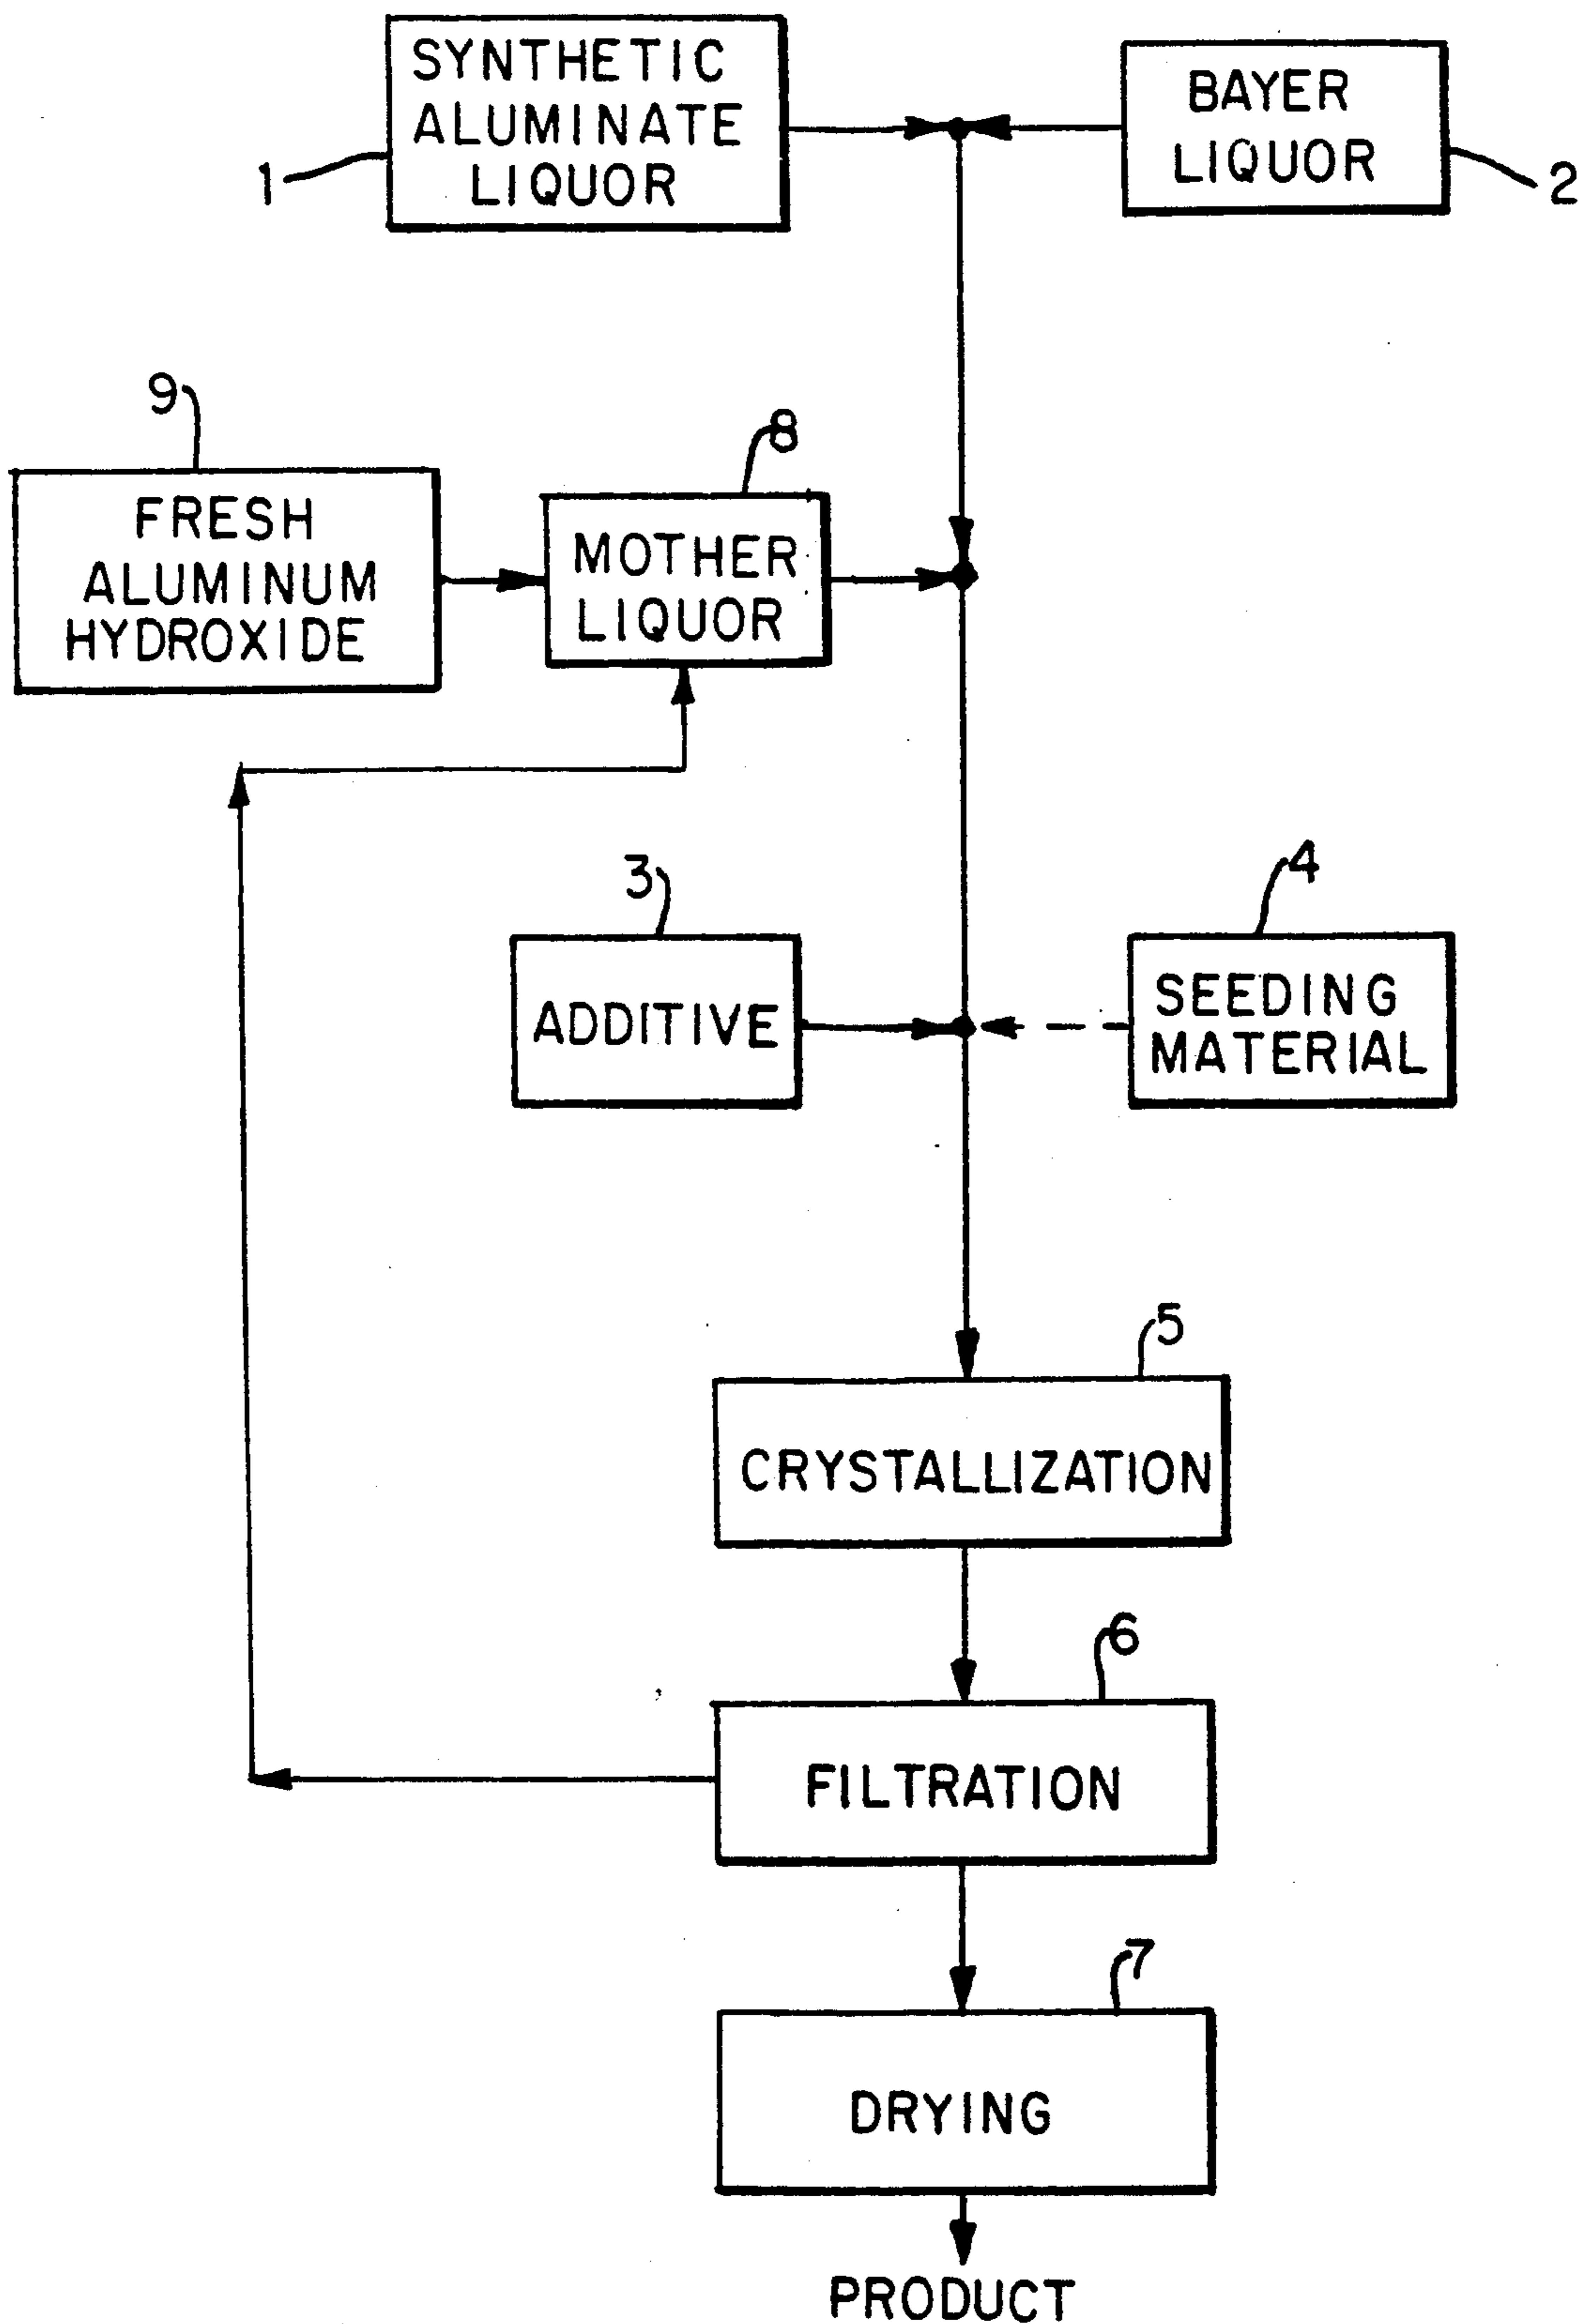 SYNTHETIC
ALUMINATE
LIQUOR
1
BAYER
LIQUOR
2
9
FRESH
ALUMINUM
HYDROXIDE
8
MOTHER
LIQUOR
3
ADDITIVE
4
SEEDING
MATERIAL
5
CRYSTALLIZATION
6
FILTRATION
7
DRYING
PRODUCT